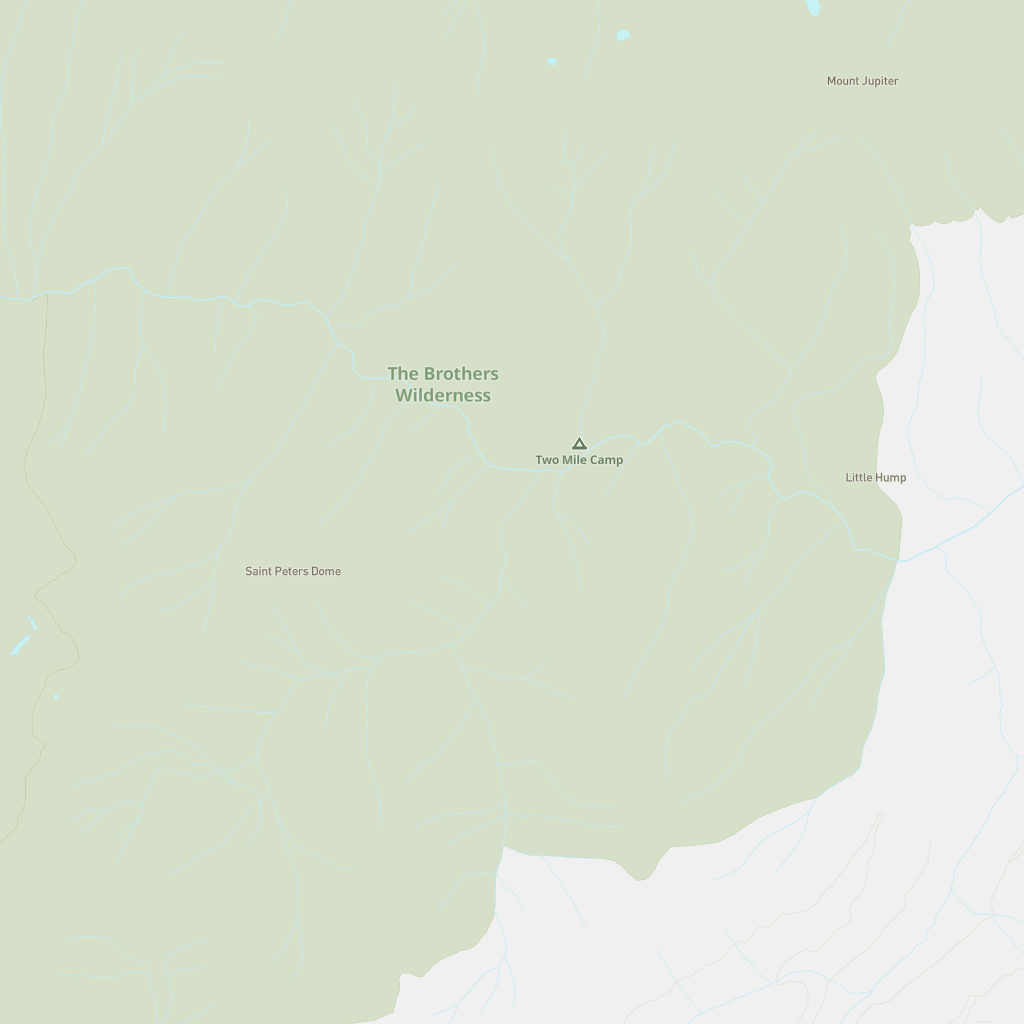 Mount Jupiter
The Brothers
Wilderness
Two Mile Camp
Little Hump
Saint Peters Dome